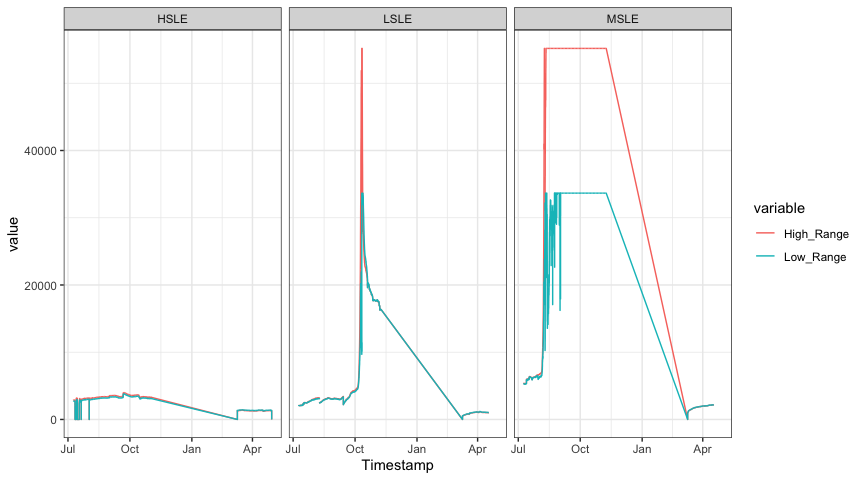 HSLE LSLE MSLE
40000
20000
0
value
Jul Oct Jan Apr Jul Oct Jan Apr Jul Oct Jan Apr
Timestamp
variable
High_Range
Low_Range